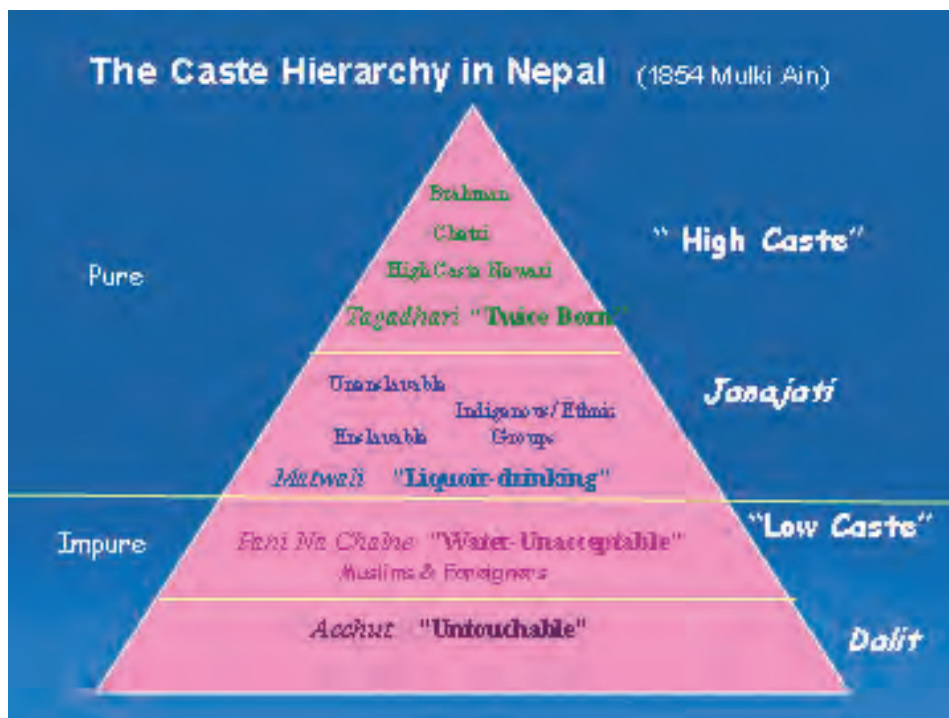 The Caste Hierarchy in Nepal (1854 Mulki Ain)
Brahman
Chatri
High Caste Newari
Tagadhari "Twice Born"
Pure
" High Caste"
Unenslavable
Indigenous/Ethnic
Enslavable Groups
Matwali "Liquoir-drinking"
Janajati
Impure
Pani Na Chalne "Water-Unacceptable"
Muslims & Foreigners
"Low Caste"
Acchut "Untouchable"
Dalit